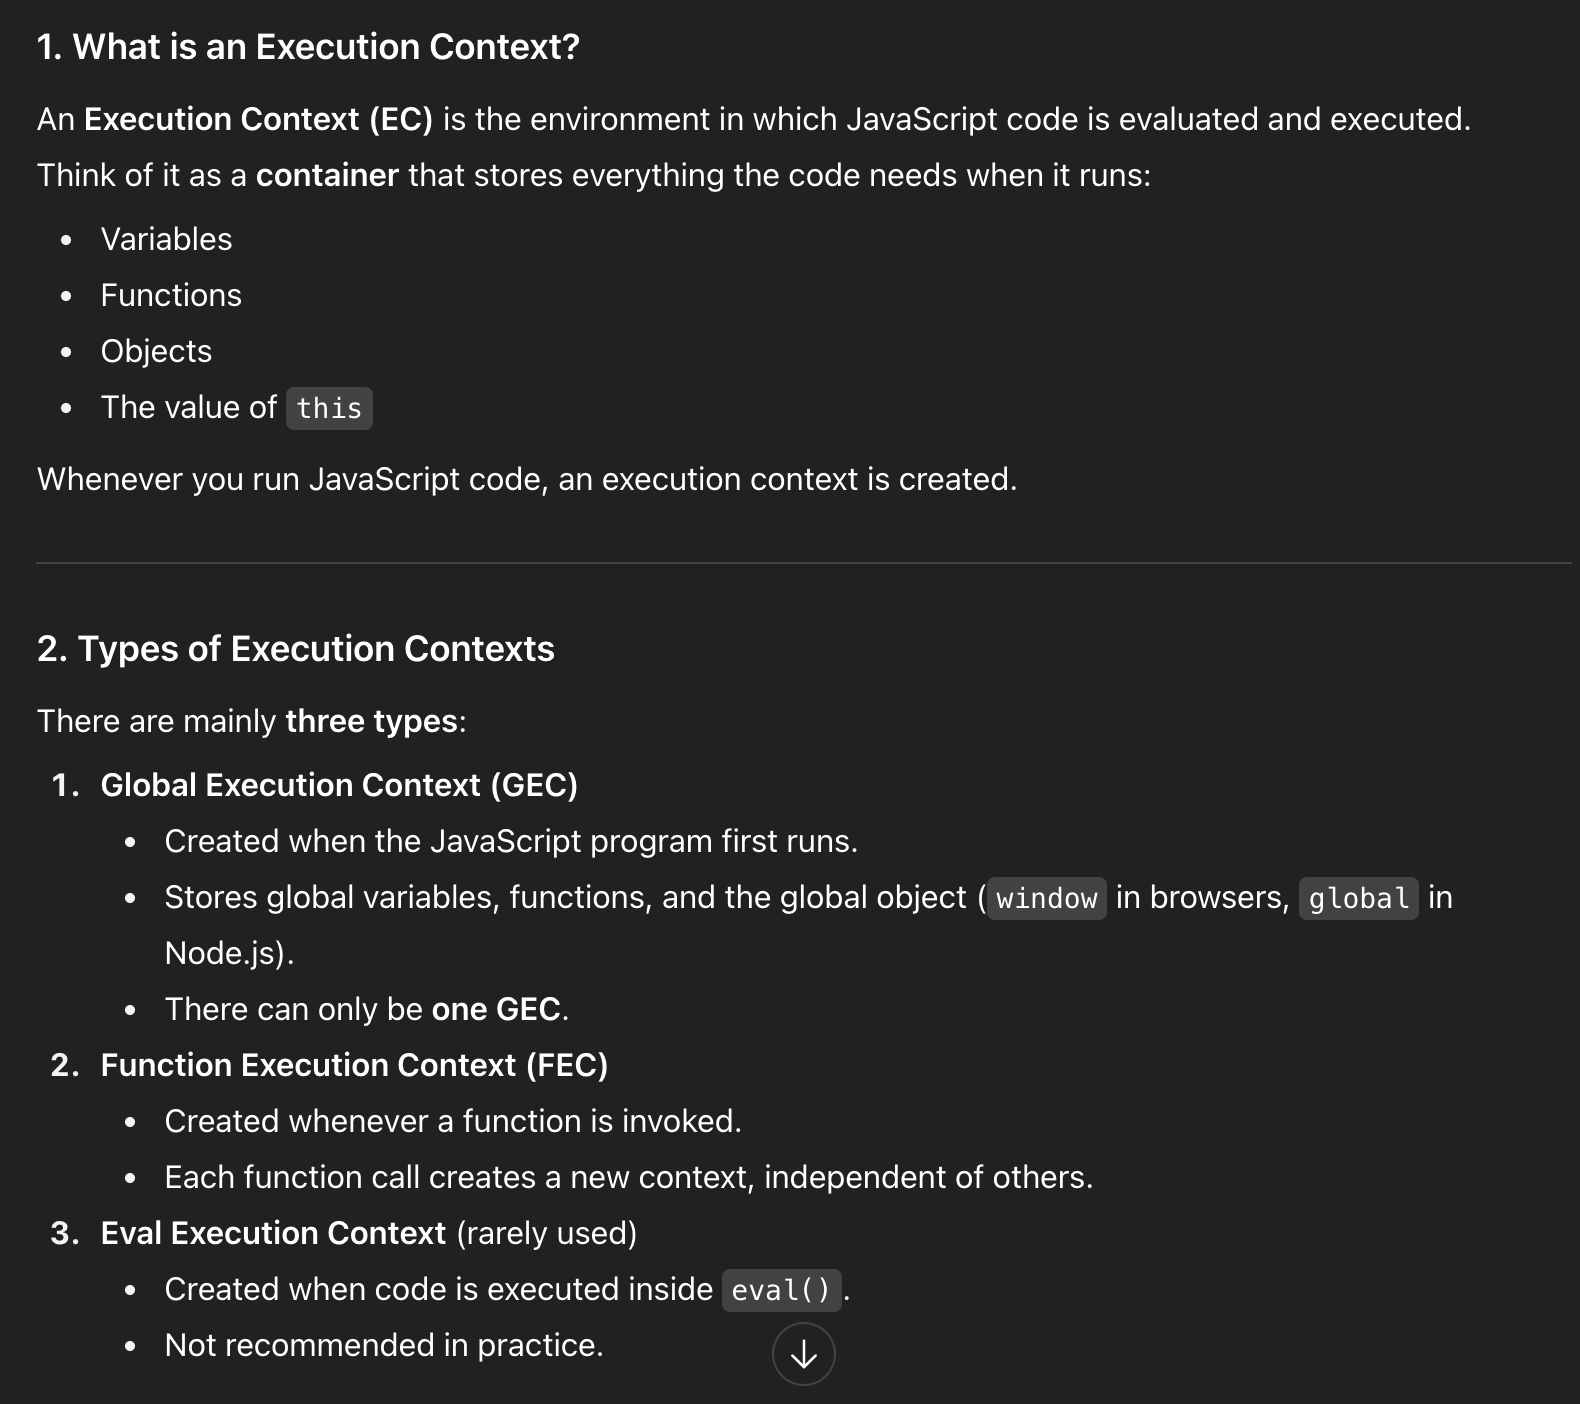 1. What is an Execution Context?
An Execution Context (EC) is the environment in which JavaScript code is evaluated and executed.
Think of it as a container that stores everything the code needs when it runs:
• Variables
• Functions
• Objects
• The value of this
Whenever you run JavaScript code, an execution context is created.
2. Types of Execution Contexts
There are mainly three types:
1. Global Execution Context (GEC)
• Created when the JavaScript program first runs.
• Stores global variables, functions, and the global object (window in browsers, global in
Node.js).
• There can only be one GEC.
2. Function Execution Context (FEC)
• Created whenever a function is invoked.
• Each function call creates a new context, independent of others.
3. Eval Execution Context (rarely used)
• Created when code is executed inside eval().
• Not recommended in practice.